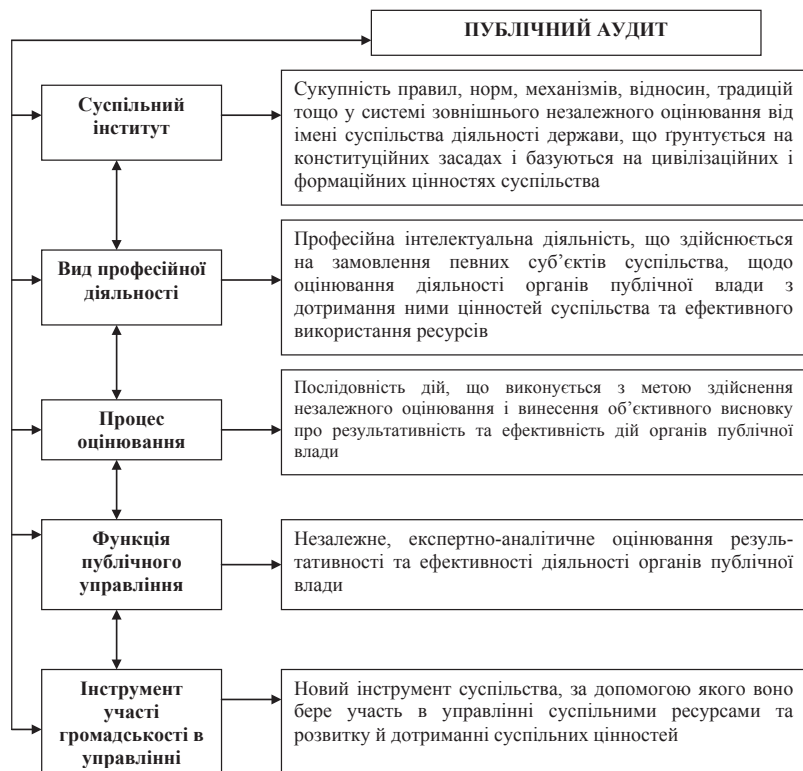 ПУБЛІЧНИЙ АУДИТ
Суспільний
інститут
Сукупність правил, норм, механізмів, відносин, традицій
тощо у системі зовнішнього незалежного оцінювання від
імені суспільства діяльності держави, що ґрунтується на
конституційних засадах і базуються на цивілізаційних і
формаційних цінностях суспільства
Вид професійної
діяльності
Професійна інтелектуальна діяльність, що здійснюється
на замовлення певних суб’єктів суспільства, щодо
оцінювання діяльності органів публічної влади з
дотримання ними цінностей суспільства та ефективного
використання ресурсів
Процес
оцінювання
Послідовність дій, що виконується з метою здійснення
незалежного оцінювання і винесення об’єктивного висновку
про результативність та ефективність дій органів публічної
влади
Функція
публічного
управління
Незалежне, експертно-аналітичне оцінювання резуль-
тативності та ефективності діяльності органів публічної
влади
Інструмент
участі
громадськості в
управлінні
Новий інструмент суспільства, за допомогою якого воно
бере участь в управлінні суспільними ресурсами та
розвитку й дотриманні суспільних цінностей